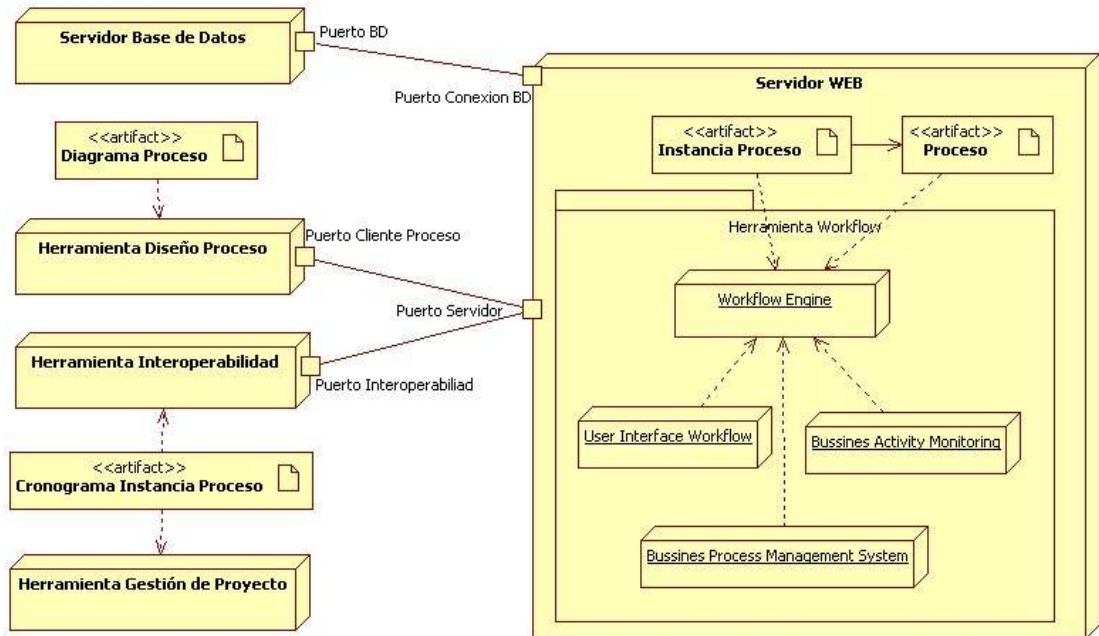 Servidor Base de Datos
Puerto BD
Puerto Conexion BD
Servidor WEB
<<artifact>>
Diagrama Proceso
<<artifact>>
Instancia Proceso
<<artifact>>
Proceso
Herramienta Diseño Proceso
Puerto Cliente Proceso
Herramienta Workflow
Workflow Engine
Puerto Servidor
Herramienta Interoperabilidad
Puerto Interoperabiliad
User Interface Workflow
Bussines Activity Monitoring
<<artifact>>
Cronograma Instancia Proceso
Bussines Process Management System
Herramienta Gestión de Proyecto